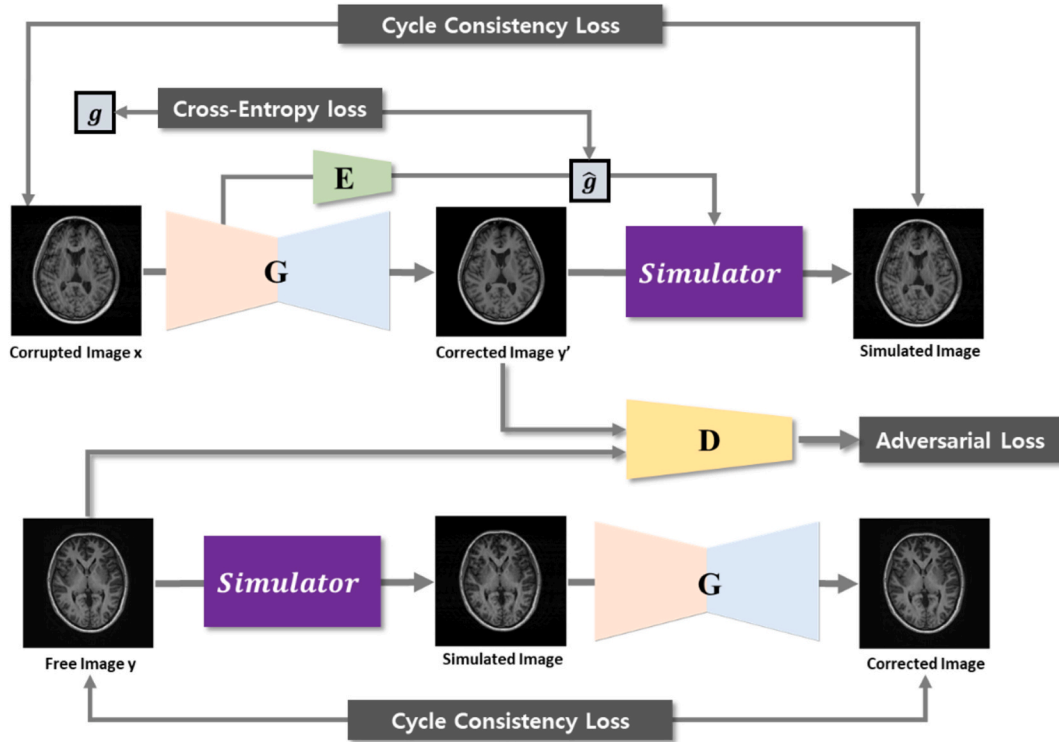 Cycle Consistency Loss
g
Cross-Entropy loss
E
ĝ
G
Simulator
Corrupted Image x
Corrected Image y’
Simulated Image
D
Adversarial Loss
Simulator
G
Free Image y
Simulated Image
Corrected Image
Cycle Consistency Loss